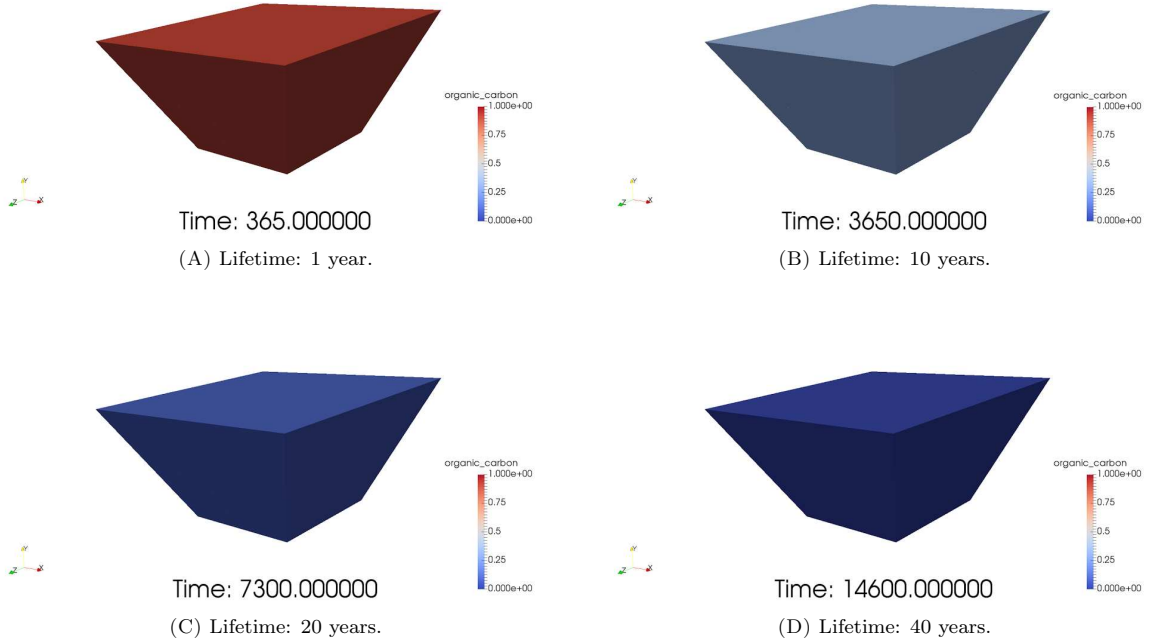 organic_carbon
1.000e+00
0.75
0.5
0.25
0.000e+00
Y
Z X
Time: 365.000000
(A) Lifetime: 1 year.
organic_carbon
1.000e+00
0.75
0.5
0.25
0.000e+00
Y
Z X
Time: 3650.000000
(B) Lifetime: 10 years.
organic_carbon
1.000e+00
0.75
0.5
0.25
0.000e+00
Y
Z X
Time: 7300.000000
(C) Lifetime: 20 years.
organic_carbon
1.000e+00
0.75
0.5
0.25
0.000e+00
Y
Z X
Time: 14600.000000
(D) Lifetime: 40 years.